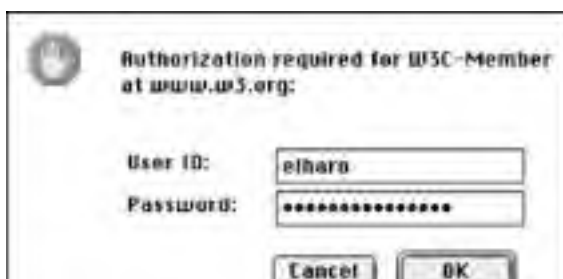 Authorization required for W3C-Member
at www.w3.org:
User ID: elharo
Password: •••••••••••••••
Cancel OK